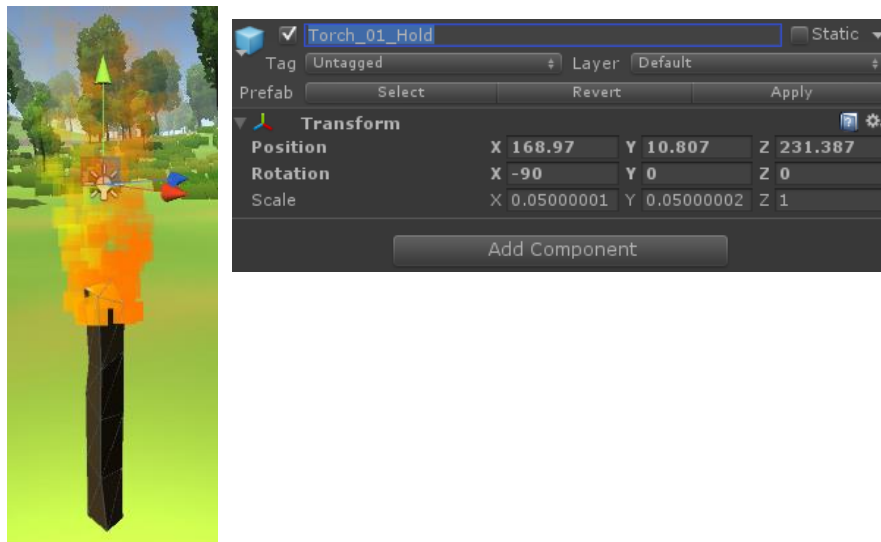 Torch_01_Hold Static
Tag Untagged Layer Default
Prefab Select Revert Apply
Transform
Position X 168.97 Y 10.807 Z 231.387
Rotation X -90 Y 0 Z 0
Scale X 0.05000001 Y 0.05000002 Z 1
Add Component